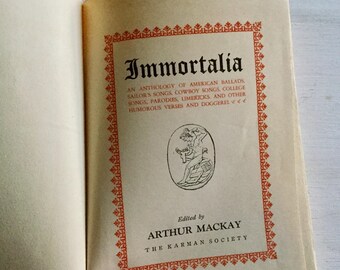 Immortalia
AN ANTHOLOGY OF AMERICAN BALLADS,
SAILOR'S SONGS, COWBOY SONGS, COLLEGE
SONGS, PARODIES, LIMERICKS, AND OTHER
HUMOROUS VERSES AND DOGGEREL
Edited by
ARTHUR MACKAY
THE KARMAN SOCIETY